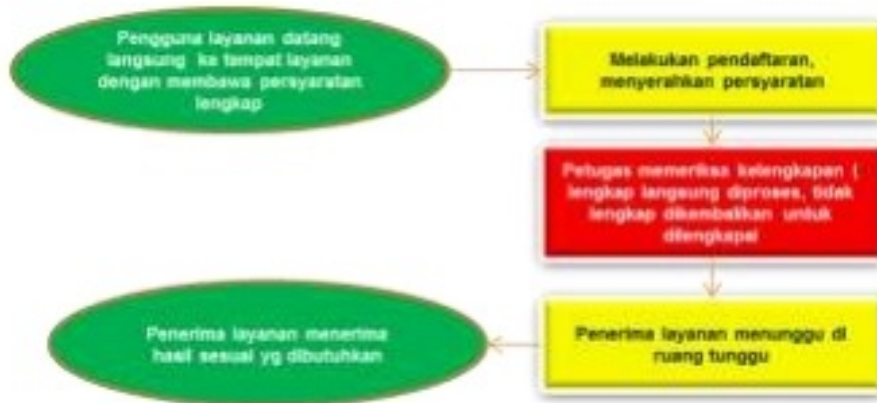 Pengguna layanan datang
langsung ke tempat layanan
dengan membawa persyaratan
lengkap
Melakukan pendaftaran,
menyerahkan persyaratan
Petugas memeriksa kelengkapan (
lengkap langsung diproses, tidak
lengkap dikembalikan untuk
dilengkapai
Penerima layanan menunggu di
ruang tunggu
Penerima layanan menerima
hasil sesuai yg dibutuhkan